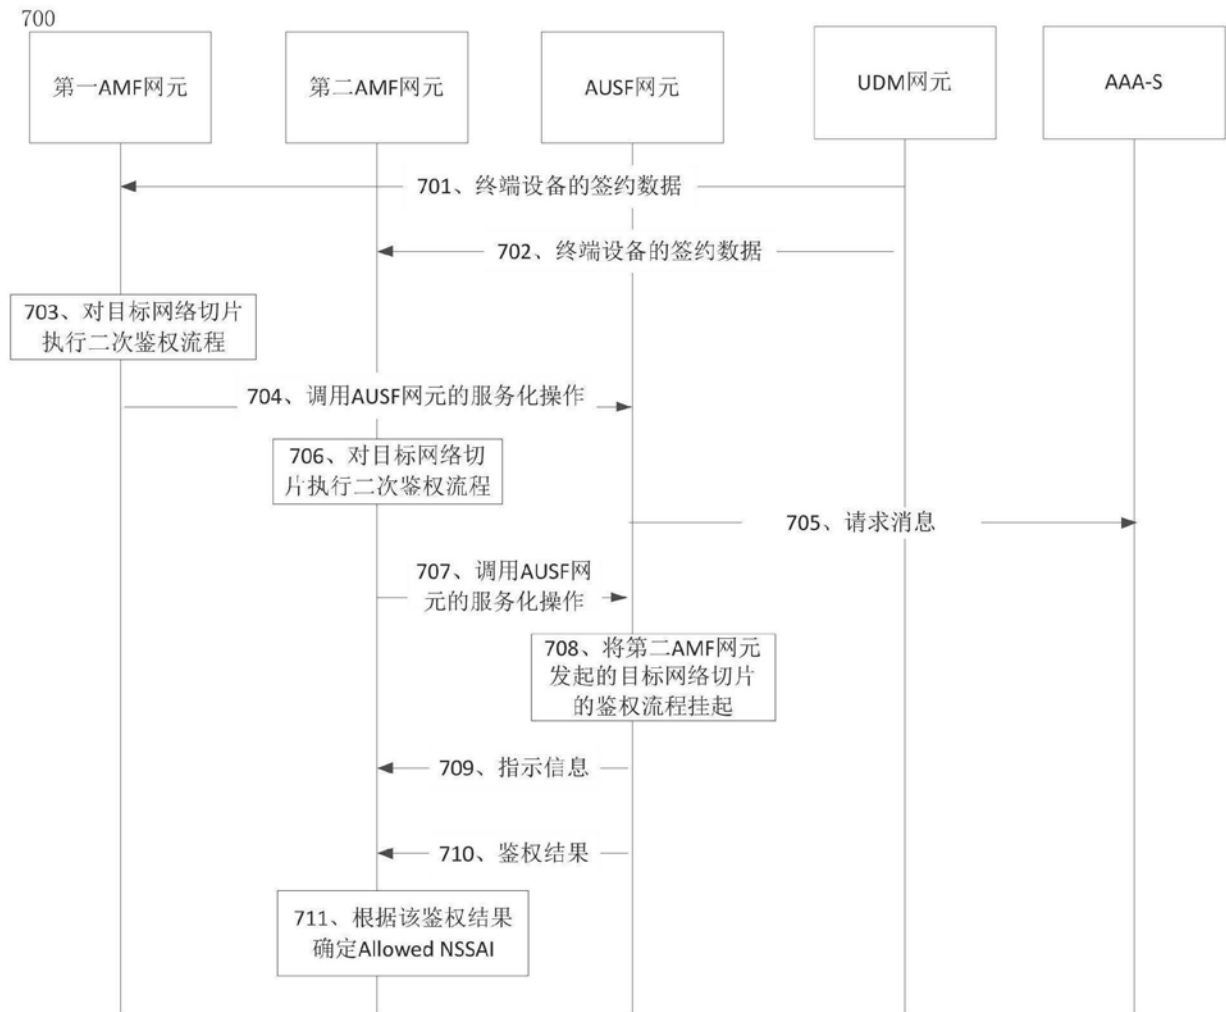 700
第一AMF网元
第二AMF网元
AUSF网元
UDM网元
AAA-S
701、终端设备的签约数据
702、终端设备的签约数据
703、对目标网络切片
执行二次鉴权流程
704、调用AUSF网元的服务化操作
706、对目标网络切
片执行二次鉴权流程
705、请求消息
707、调用AUSF网
元的服务化操作
708、将第二AMF网元
发起的目标网络切片
的鉴权流程挂起
709、指示信息
710、鉴权结果
711、根据该鉴权结果
确定Allowed NSSAI